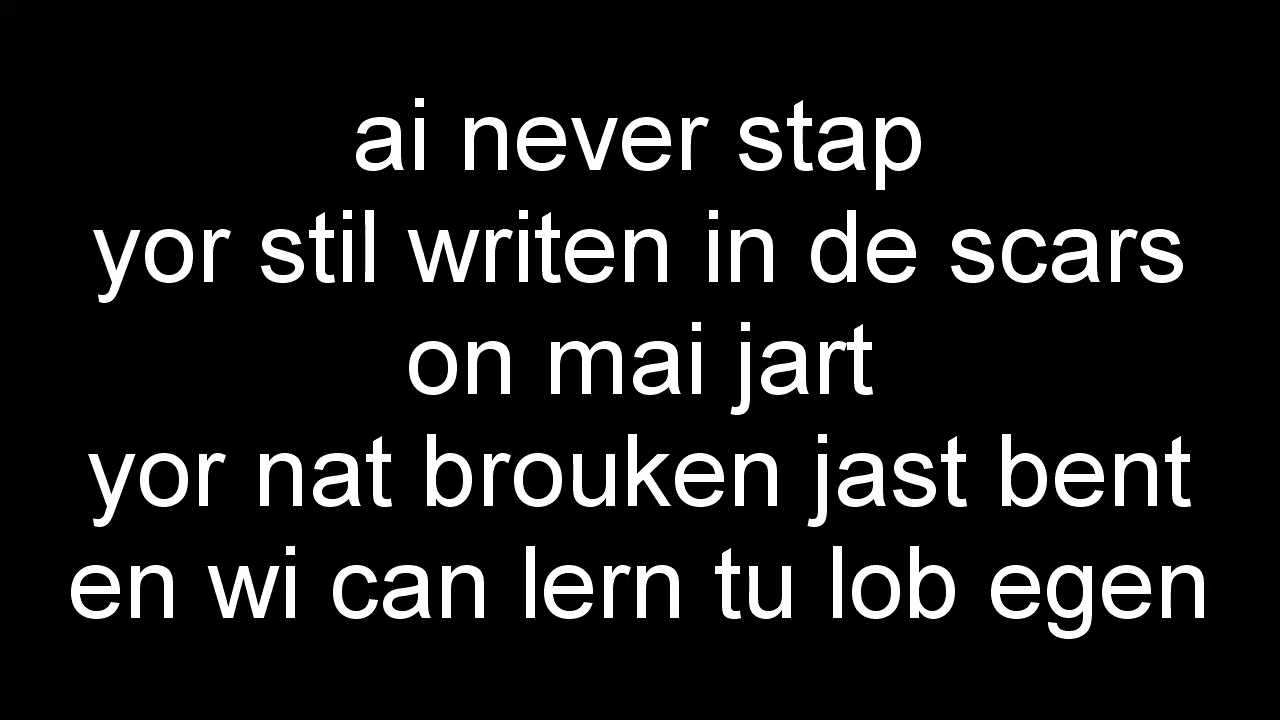 ai never stap
yor stil writen in de scars
on mai jart
yor nat brouken jast bent
en wi can lern tu lob egen